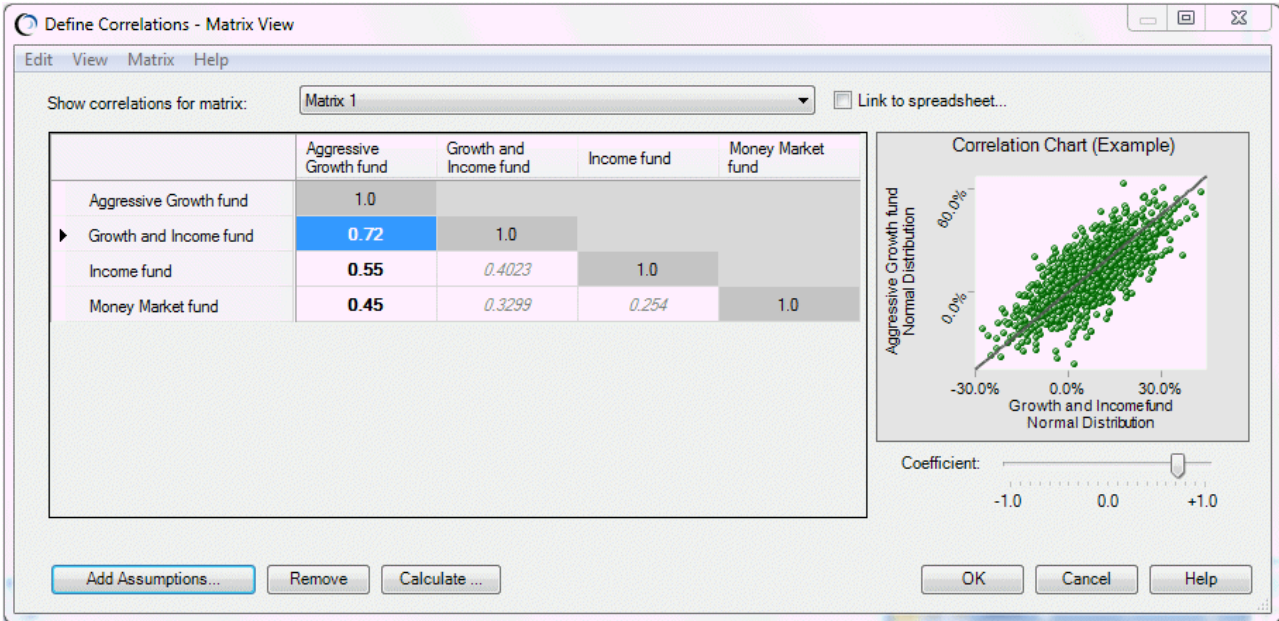 Define Correlations - Matrix View
Edit View Matrix Help
Show correlations for matrix: Matrix 1 Link to spreadsheet...
Aggressive Growth fund Growth and Income fund Income fund Money Market fund
Aggressive Growth fund 1.0
Growth and Income fund 0.72 1.0
Income fund 0.55 0.4023 1.0
Money Market fund 0.45 0.3299 0.254 1.0
Correlation Chart (Example)
Aggressive Growth fund
Normal Distribution
60.0%
0.0%
-30.0% 0.0% 30.0%
Growth and Incomefund
Normal Distribution
Coefficient:
-1.0 0.0 +1.0
Add Assumptions... Remove Calculate ... OK Cancel Help